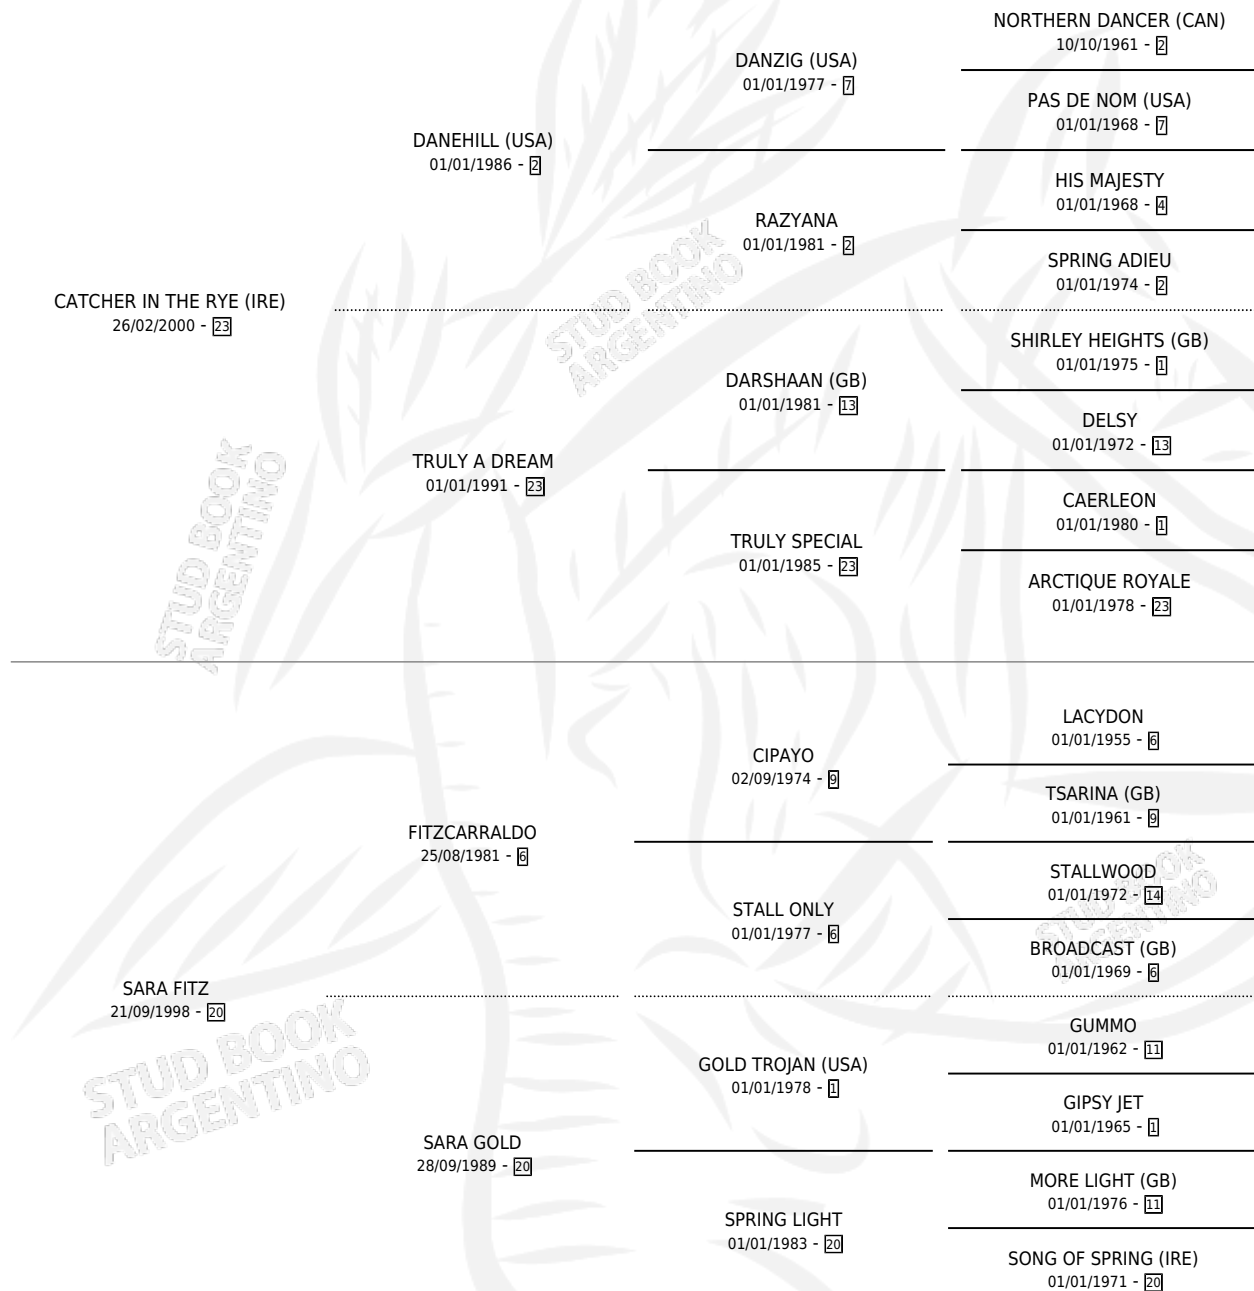 NORTHERN DANCER (CAN)
10/10/1961 - 2
DANZIG (USA)
01/01/1977 - 7
PAS DE NOM (USA)
01/01/1968 - 7
DANEHILL (USA)
01/01/1986 - 2
HIS MAJESTY
01/01/1968 - 4
RAZYANA
01/01/1981 - 2
SPRING ADIEU
01/01/1974 - 2
CATCHER IN THE RYE (IRE)
26/02/2000 - 23
SHIRLEY HEIGHTS (GB)
01/01/1975 - 1
DARSHAAN (GB)
01/01/1981 - 13
DELSY
01/01/1972 - 13
TRULY A DREAM
01/01/1991 - 23
CAERLEON
01/01/1980 - 1
TRULY SPECIAL
01/01/1985 - 23
ARCTIQUE ROYALE
01/01/1978 - 23
LACYDON
01/01/1955 - 6
CIPAYO
02/09/1974 - 9
TSARINA (GB)
01/01/1961 - 9
FITZCARRALDO
25/08/1981 - 6
STALLWOOD
01/01/1972 - 14
STALL ONLY
01/01/1977 - 6
BROADCAST (GB)
01/01/1969 - 6
SARA FITZ
21/09/1998 - 20
GUMMO
01/01/1962 - 11
GOLD TROJAN (USA)
01/01/1978 - 1
GIPSY JET
01/01/1965 - 1
SARA GOLD
28/09/1989 - 20
MORE LIGHT (GB)
01/01/1976 - 11
SPRING LIGHT
01/01/1983 - 20
SONG OF SPRING (IRE)
01/01/1971 - 20
STUD BOOK
ARGENTINO
STUD BOOK
ARGENTINO
STUD BOOK
ARGENTINO
STUD BOOK
ARGENTINO